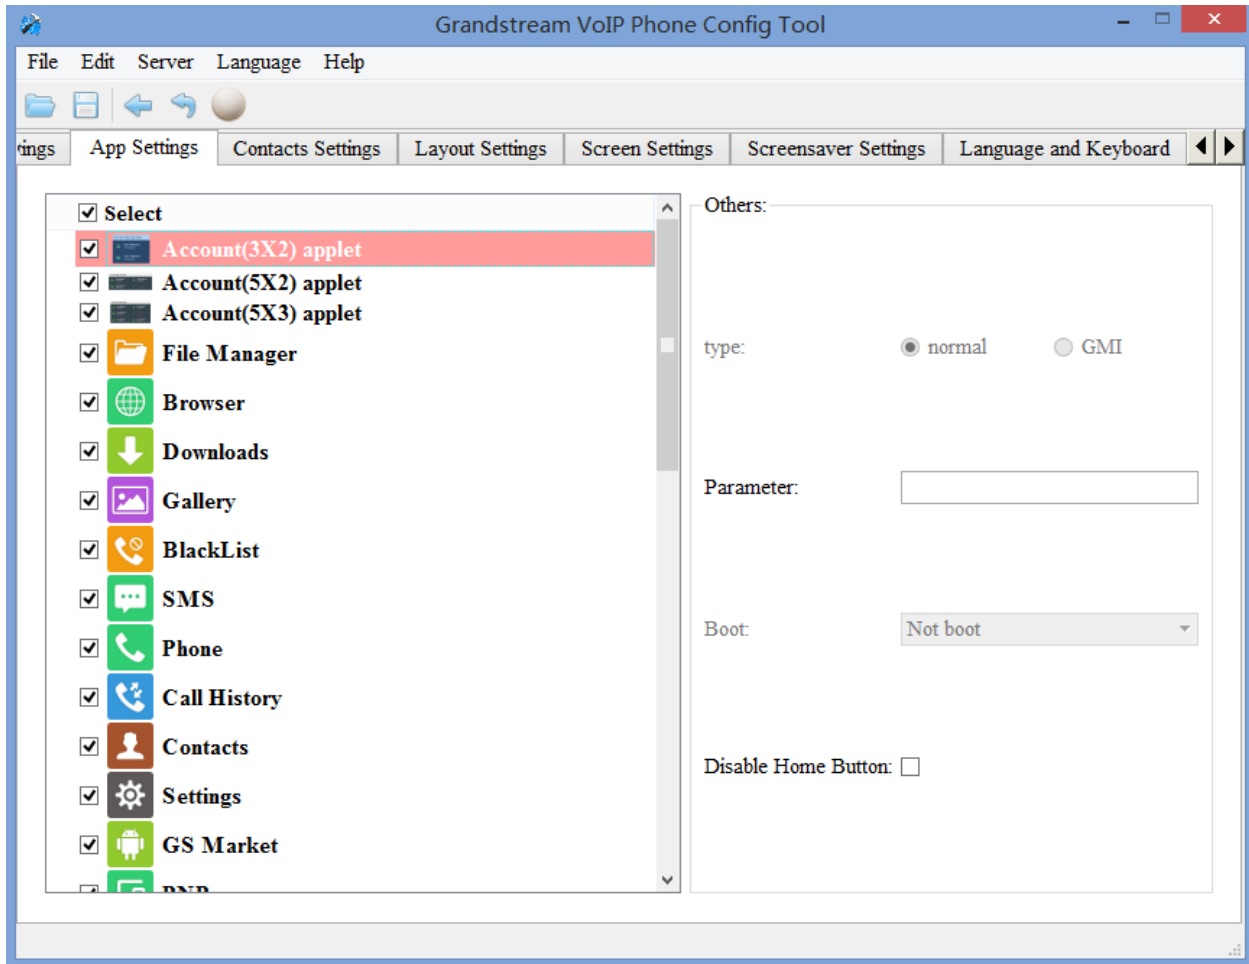 Grandstream VoIP Phone Config Tool
File Edit Server Language Help
App Settings Contacts Settings Layout Settings Screen Settings Screensaver Settings Language and Keyboard
Select
Account(3X2) applet
Account(5X2) applet
Account(5X3) applet
File Manager
Browser
Downloads
Gallery
BlackList
SMS
Phone
Call History
Contacts
Settings
GS Market
Others:
type: normal GMI
Parameter:
Boot: Not boot
Disable Home Button: